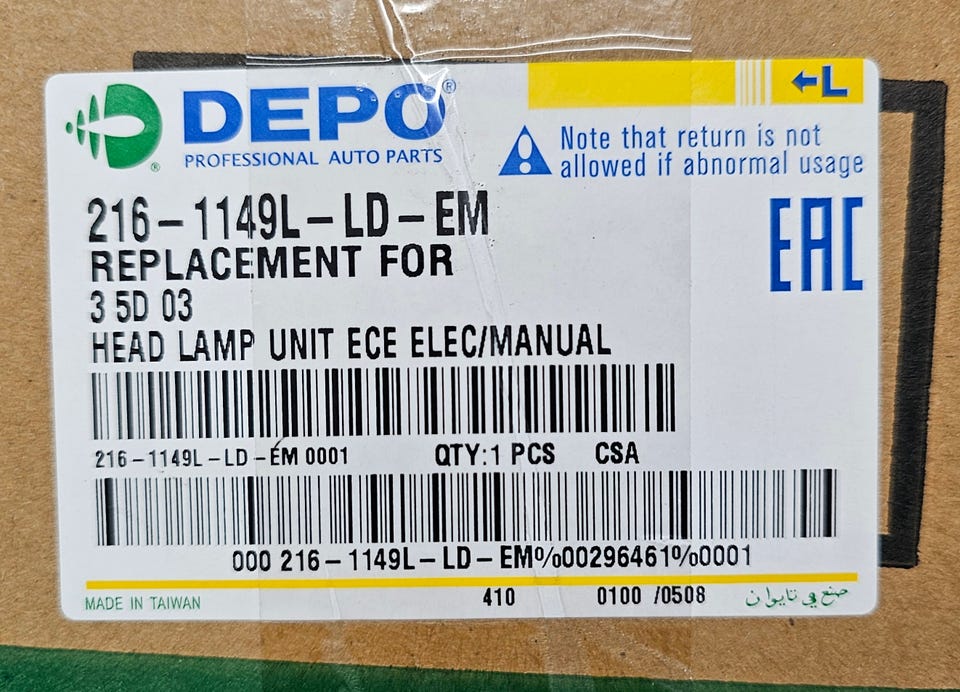 DEPO®
PROFESSIONAL AUTO PARTS
←L
Note that return is not
allowed if abnormal usage
EAC
216-1149L-LD-EM
REPLACEMENT FOR
3 5D 03
HEAD LAMP UNIT ECE ELEC/MANUAL
216-1149L-LD-EM 0001 QTY:1 PCS CSA
000 216-1149L-LD-EM%00296461%0001
MADE IN TAIWAN 410 0100 /0508 صنع في تايوان